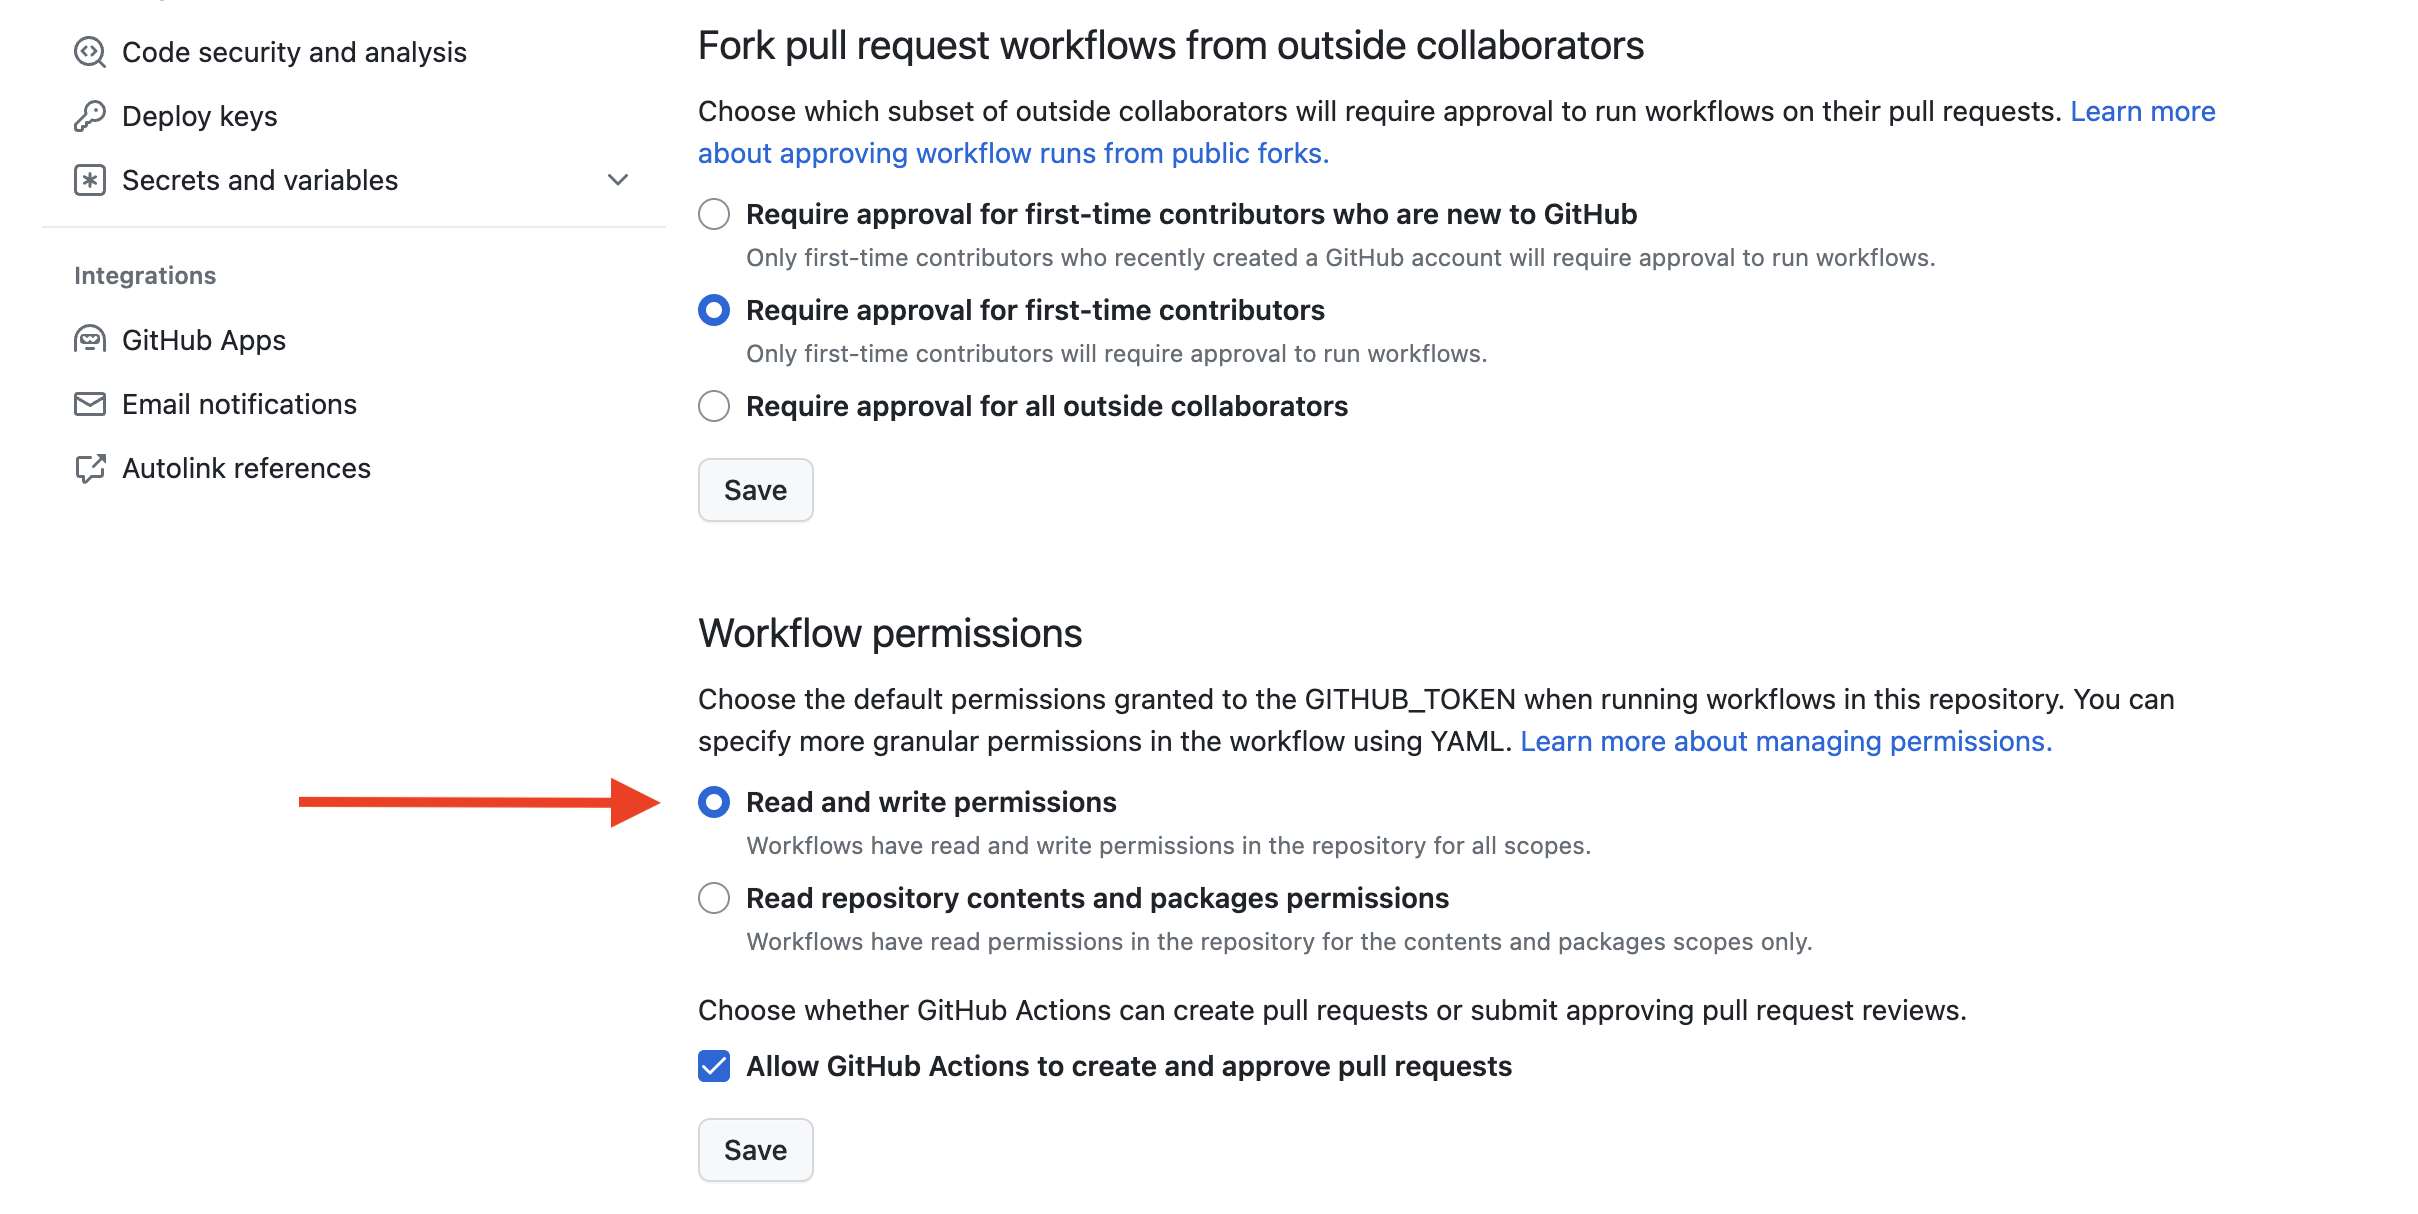 Code security and analysis
Deploy keys
Secrets and variables
Integrations
GitHub Apps
Email notifications
Autolink references
Fork pull request workflows from outside collaborators
Choose which subset of outside collaborators will require approval to run workflows on their pull requests. Learn more
about approving workflow runs from public forks.
Require approval for first-time contributors who are new to GitHub
Only first-time contributors who recently created a GitHub account will require approval to run workflows.
Require approval for first-time contributors
Only first-time contributors will require approval to run workflows.
Require approval for all outside collaborators
Save
Workflow permissions
Choose the default permissions granted to the GITHUB_TOKEN when running workflows in this repository. You can
specify more granular permissions in the workflow using YAML. Learn more about managing permissions.
Read and write permissions
Workflows have read and write permissions in the repository for all scopes.
Read repository contents and packages permissions
Workflows have read permissions in the repository for the contents and packages scopes only.
Choose whether GitHub Actions can create pull requests or submit approving pull request reviews.
Allow GitHub Actions to create and approve pull requests
Save